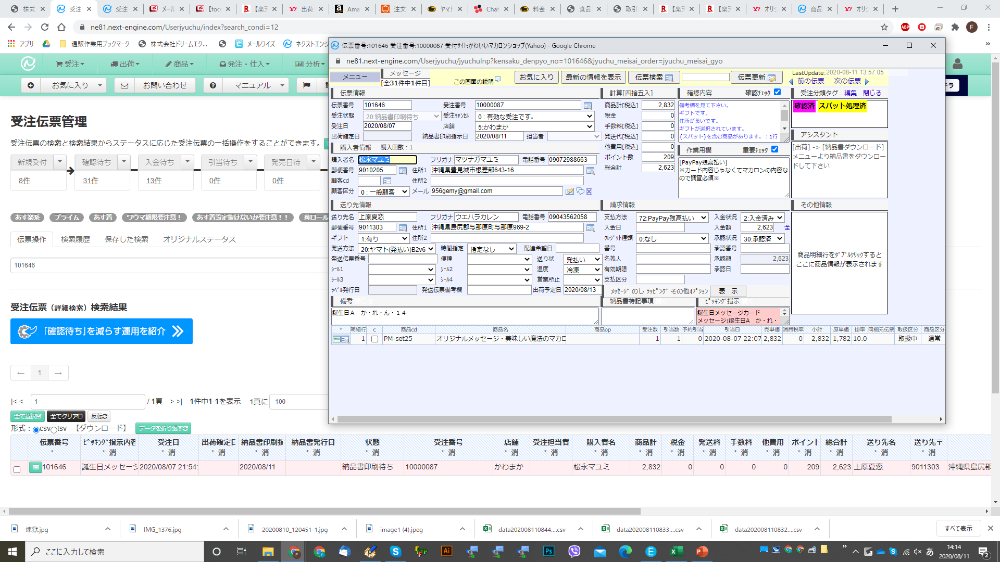 株式
受注
受注
メール
【foc
【楽天
出荷
Ama
注文
ヤマト
Chat
料金
食品
取引
【楽天
【楽天
オリジ
商品
オリジ
ne81.next-engine.com/Userjyuchu/index?search_condi=12
アプリ
通販作業用ブックマーク
株式会社ドリームエク...
メールワイズ
ネクストエンジ
受注 出荷 商品 発注・仕入 分析
お気に入り お問い合わせ マニュアル
受注伝票管理
受注伝票の検索と検索結果からステータスに応じた受注伝票の一括操作をすることができます。
新規受付 確認待ち 入金待ち 引当待ち 発売日待
8件 31件 13件 0件 0件
あす楽系 プライム あす着 ワウマ期限要注意！ あす着設定抜けないか要注意！！ 苺ロール
伝票操作 検索履歴 保存した検索 オリジナルステータス
101646
受注伝票（詳細検索）検索結果
「確認待ち」を減らす運用を紹介
← 1 →
|< < 1 / 1頁 > >| 1件中1-1を表示 1頁に 100
全て選択 全てクリア 反転
形式： csv tsv 【ダウンロード】 データを折り返す
伝票番号 ﾋﾟｯｷﾝｸﾞ指示内容 受注日 出荷確定日 納品書印刷指 納品書発行日 状態 受注番号 店舗 受注担当者 購入者名 商品計 税金 発送料 手数料 他費用 ポイント 総合計 送り先名 送り先〒
* * 消 * 消 * 消 * 消 * 消 * 消 * 消 * 消 * 消 * 消 * 消 * 消 * 消 * 消 * 消 * 消 * 消 * 消 * 消
101646 誕生日メッセージ 2020/08/07 21:54: 2020/08/11 納品書印刷待ち 10000087 かわまか 松永マユミ 2,832 0 0 0 0 209 2,623 上原夏恋 9011303 沖縄県島尻郡
伝票番号:101646 受注番号:10000087 受付ｻｲﾄ:かわいいマカロンショップ(Yahoo) - Google Chrome
ne81.next-engine.com/Userjyuchu/jyuchuInp?kensaku_denpyo_no=101646&jyuchu_meisai_order=jyuchu_meisai_gyo
メニュー メッセージ
[全31件中1件目]
この画面の説明 お気に入り 最新の情報を表示 伝票検索 伝票更新
LastUpdate:2020-08-11 13:57:05
前の伝票 次の伝票
伝票情報
伝票番号 101646 受注番号 10000087
受注状態 20:納品書印刷待ち 受注ｷｬﾝｾﾙ 0 : 有効な受注です。
受注日 2020/08/07 店舗 5:かわまか
出荷確定日 納品書印刷指示日 2020/08/11 担当者
購入者情報 購入回数：1
購入者名 松永マユミ フリガナ マツナガマユミ 電話番号 09072988663
郵便番号 9010205 住所1 沖縄県豊見城市根差部643-16
顧客cd 住所2
顧客区分 0 : 一般顧客 メール 956gemy@gmail.com
送り先情報
送り先名 上原夏恋 フリガナ ウエハラカレン 電話番号 09043562058
郵便番号 9011303 住所1 沖縄県島尻郡与那原町与那原969-2
ギフト 1:有り 住所2
発送方法 20:ヤマト(発払い)B2v6 時間指定 指定なし 配達希望日
発送伝票番号 便種 送り状 発払い
ｼｰﾙ1 ｼｰﾙ2 温度 冷凍
ｼｰﾙ3 ｼｰﾙ4 営業所止
ﾗﾍﾞﾙ発行日 発送伝票備考欄 出荷予定日 2020/08/13
備考
誕生日Ａ　か・れ・ん・１４
計算[四捨五入]
商品計[税込] 2,832
税金 0
手数料[税込] 0
発送代[税込] 0
他費用[税込] 0
ポイント数 209
総合計 2,623
確認内容 確認ﾁｪｯｸ
備考欄を見て下さい。
ギフトです。
住所が長いです。
ギフトが選択されています。
{スパット}を含む商品があります。：1行
作業用欄 重要ﾁｪｯｸ
[PayPay残高払い]
※カード内容じゃなくてマカロンの内容な
ので調査必須※
請求情報
支払方法 72:PayPay残高払い 入金状況 2:入金済み
入金日 入金額 2,623 全
ｸﾚｼﾞｯﾄ種類 0:なし 承認状況 30:承認済
番号 承認番号
名義人 承認額 2,623
有効期限 承認日
支払区分
ﾒｯｾｰｼﾞ のし ﾗｯﾋﾟﾝｸﾞ その他ｵﾌﾟｼｮﾝ 表　示
納品書特記事項 ﾋﾟｯｷﾝｸﾞ指示
誕生日メッセージカード
メッセージ:誕生日A　か・れ・
受注分類タグ 編集 閉じる
確認済 スパット処理済
アシスタント
[出荷] -> [納品書ダウンロード]
メニューより納品書をダウンロー
ドして下さい
その他情報
商品明細行をﾀﾞﾌﾞﾙｸﾘｯｸすると
ここに商品情報が表示されます
* 明細行 c 商品cd 商品名 商品op 受注数 引当数 予約引当 引当日 売単価 消費税率 小計 原単価 掛率 同梱元伝票 取扱区分 商品区分
1 PM-set25 オリジナルメッセージ・美味しい魔法のマカロ 1 1 0 2020-08-07 22:07 2,832 0 2,832 1,782 10.0 取扱中 通常
煉獄.jpg
IMG_1376.jpg
20200810_120451-1.jpg
image1 (4).jpeg
data202008110844....csv
data202008110833....csv
data202008110832....csv
すべて表示
ここに入力して検索
あ
14:14
2020/08/11
2